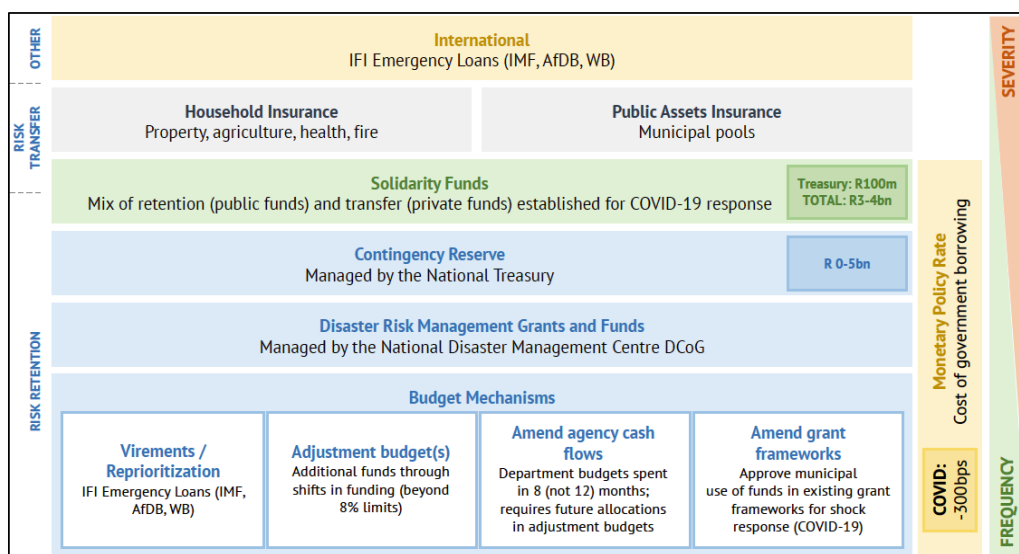 OTHER
International
IFI Emergency Loans (IMF, AfDB, WB)
RISK
TRANSFER
Household Insurance
Property, agriculture, health, fire
Public Assets Insurance
Municipal pools
RISK RETENTION
Solidarity Funds
Mix of retention (public funds) and transfer (private funds) established for COVID-19 response
Treasury: R100m
TOTAL: R3-4bn
Contingency Reserve
Managed by the National Treasury
R 0-5bn
Disaster Risk Management Grants and Funds
Managed by the National Disaster Management Centre DCoG
Budget Mechanisms
Virements /
Reprioritization
IFI Emergency Loans (IMF,
AfDB, WB)
Adjustment budget(s)
Additional funds through
shifts in funding (beyond
8% limits)
Amend agency cash
flows
Department budgets spent
in 8 (not 12) months;
requires future allocations
in adjustment budgets
Amend grant
frameworks
Approve municipal
use of funds in existing grant
frameworks for shock
response (COVID-19)
Monetary Policy Rate
Cost of government borrowing
COVID:
-300bps
SEVERITY
FREQUENCY